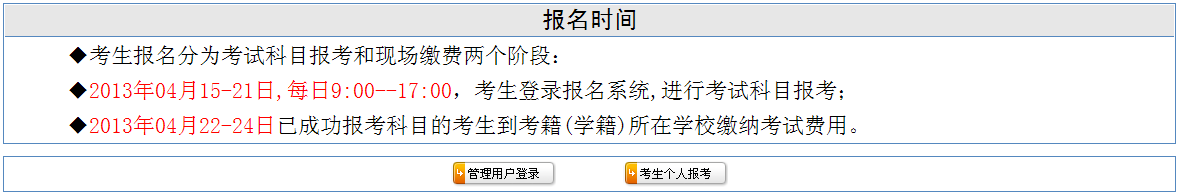 报名时间
◆考生报名分为考试科目报考和现场缴费两个阶段：
◆2013年04月15-21日,每日9:00--17:00，考生登录报名系统,进行考试科目报考；
◆2013年04月22-24日已成功报考科目的考生到考籍(学籍)所在学校缴纳考试费用。
管理用户登录 考生个人报考